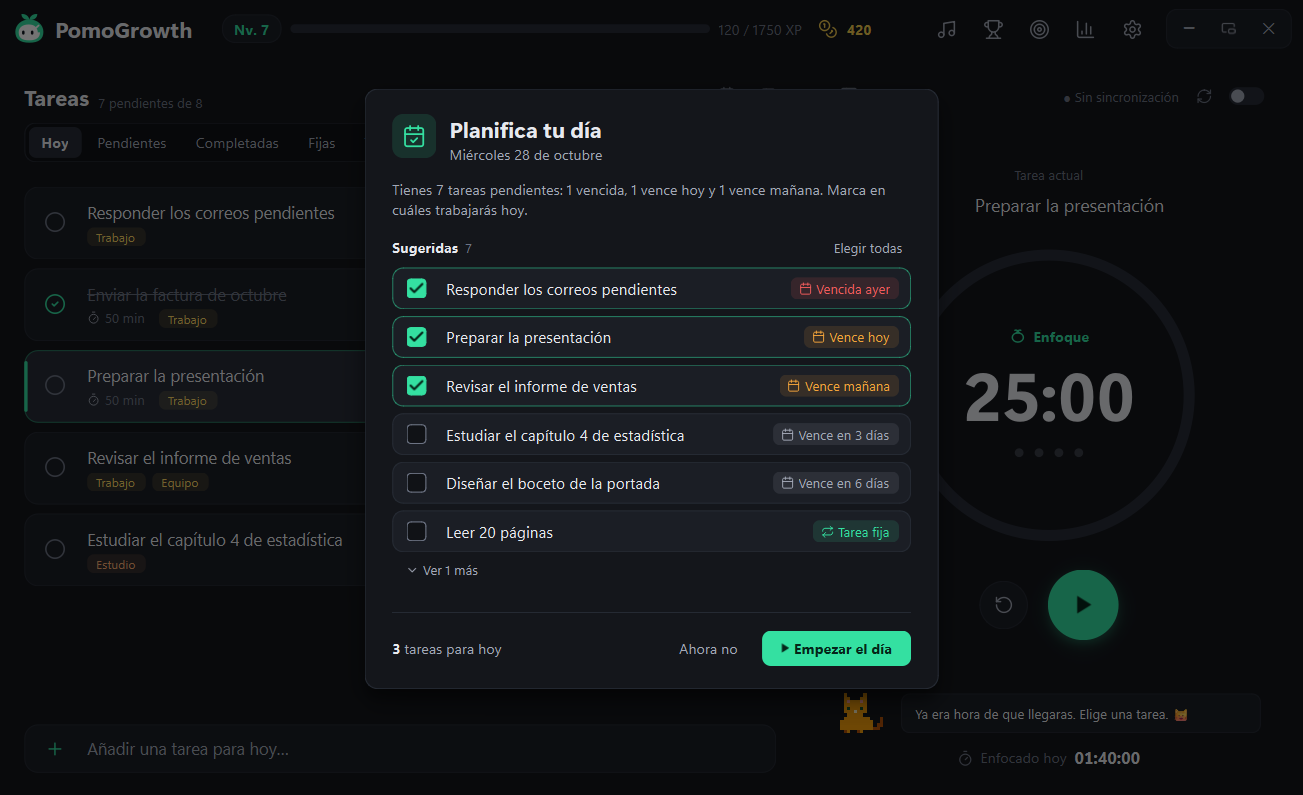 PomoGrowth
Nv. 7
120 / 1750 XP
420
Tareas
7 pendientes de 8
Sin sincronización
Hoy
Pendientes
Completadas
Fijas
Responder los correos pendientes
Trabajo
Enviar la factura de octubre
50 min
Trabajo
Preparar la presentación
50 min
Trabajo
Revisar el informe de ventas
Trabajo
Equipo
Estudiar el capítulo 4 de estadística
Estudio
Añadir una tarea para hoy...
Planifica tu día
Miércoles 28 de octubre
Tienes 7 tareas pendientes: 1 vencida, 1 vence hoy y 1 vence mañana. Marca en
cuáles trabajarás hoy.
Sugeridas 7
Elegir todas
Responder los correos pendientes
Vencida ayer
Preparar la presentación
Vence hoy
Revisar el informe de ventas
Vence mañana
Estudiar el capítulo 4 de estadística
Vence en 3 días
Diseñar el boceto de la portada
Vence en 6 días
Leer 20 páginas
Tarea fija
Ver 1 más
3 tareas para hoy
Ahora no
Empezar el día
Tarea actual
Preparar la presentación
Enfoque
25:00
Ya era hora de que llegaras. Elige una tarea.
Enfocado hoy 01:40:00